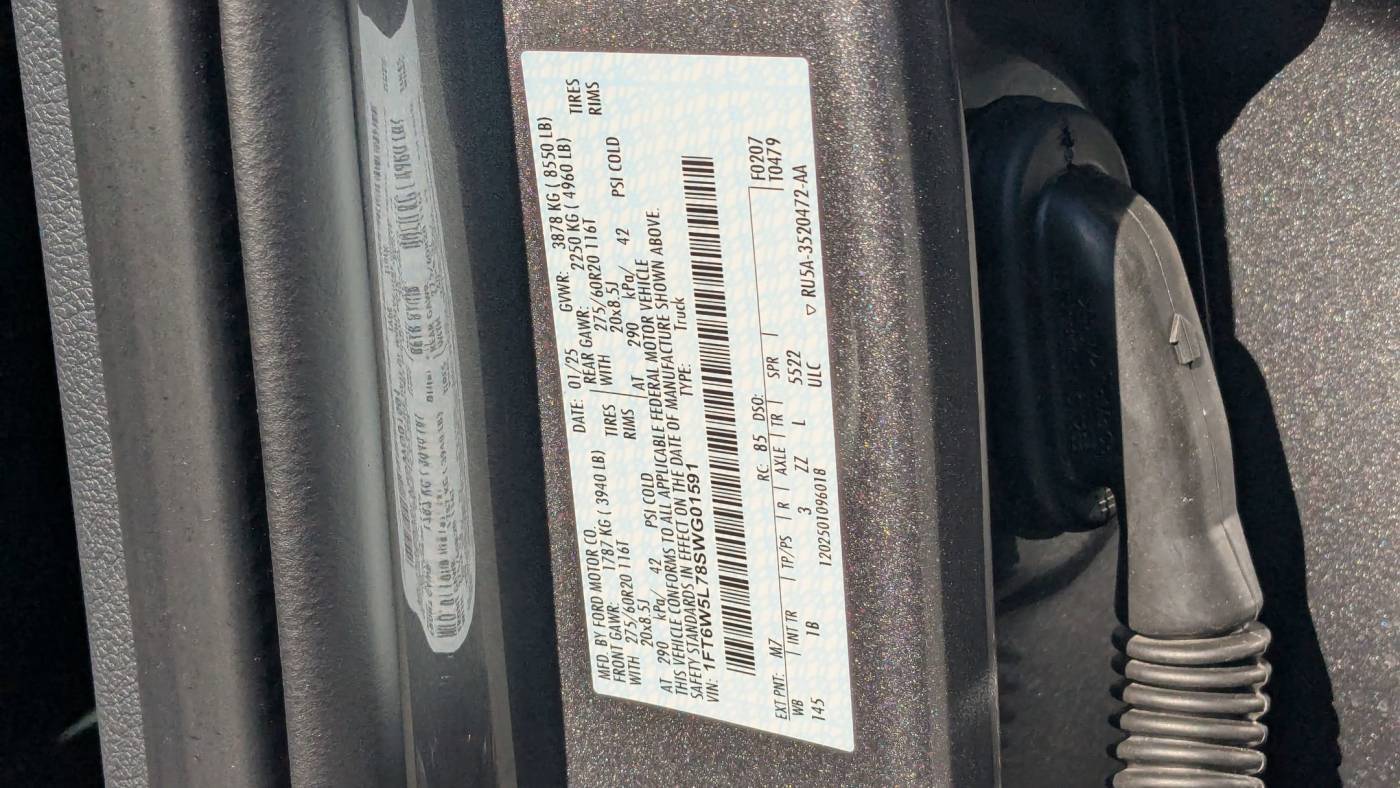 MFD. BY FORD MOTOR CO.
DATE: 01/25 GVWR: 3878 KG ( 8550 LB)
FRONT GAWR: 1787 KG ( 3940 LB) REAR GAWR: 2250 KG ( 4960 LB)
WITH 275/60R20 116T TIRES WITH 275/60R20 116T TIRES
20x8.5J RIMS 20x8.5J RIMS
AT 290 kPa/ 42 PSI COLD AT 290 kPa/ 42 PSI COLD
THIS VEHICLE CONFORMS TO ALL APPLICABLE FEDERAL MOTOR VEHICLE
SAFETY STANDARDS IN EFFECT ON THE DATE OF MANUFACTURE SHOWN ABOVE.
VIN: 1FT6W5L78SWG01591 TYPE: Truck
F0207
EXT PNT: M7 RC: 85 DSO: T0479
WB INT TR TP/PS R AXLE TR SPR
145 1B 3 ZZ L 5522
1202501096018 ULC ▽ RU5A-3520472-AA